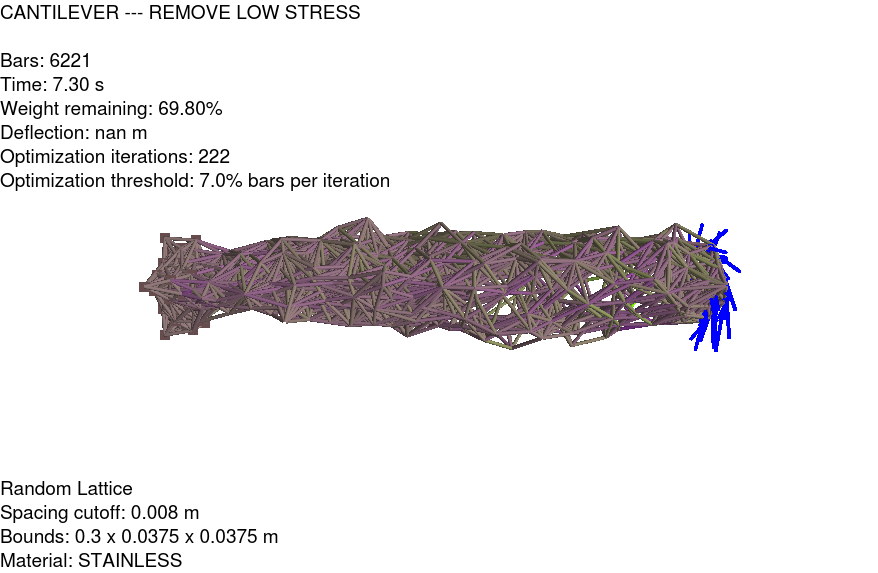 CANTILEVER --- REMOVE LOW STRESS
Bars: 6221
Time: 7.30 s
Weight remaining: 69.80%
Deflection: nan m
Optimization iterations: 222
Optimization threshold: 7.0% bars per iteration
Random Lattice
Spacing cutoff: 0.008 m
Bounds: 0.3 x 0.0375 x 0.0375 m
Material: STAINLESS